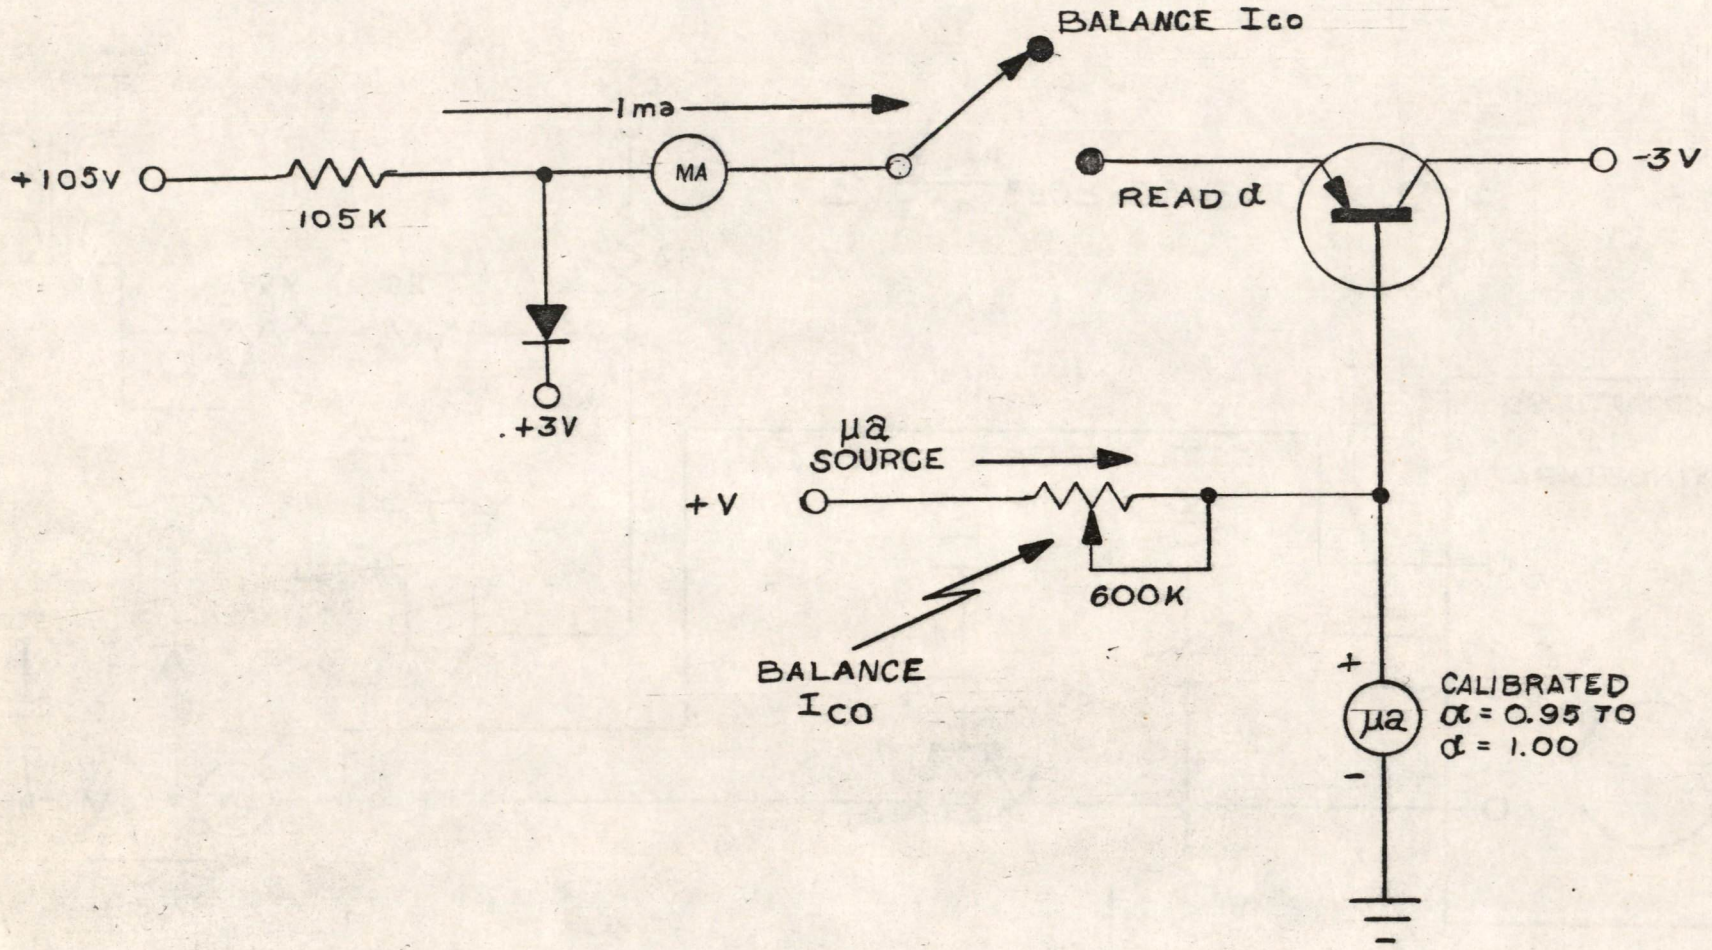 BALANCE Ico
1ma
+105V
105K
MA
READ α
-3V
+3V
μa
SOURCE
+V
600K
BALANCE
ICO
+
μa
-
CALIBRATED
α = 0.95 TO
α = 1.00